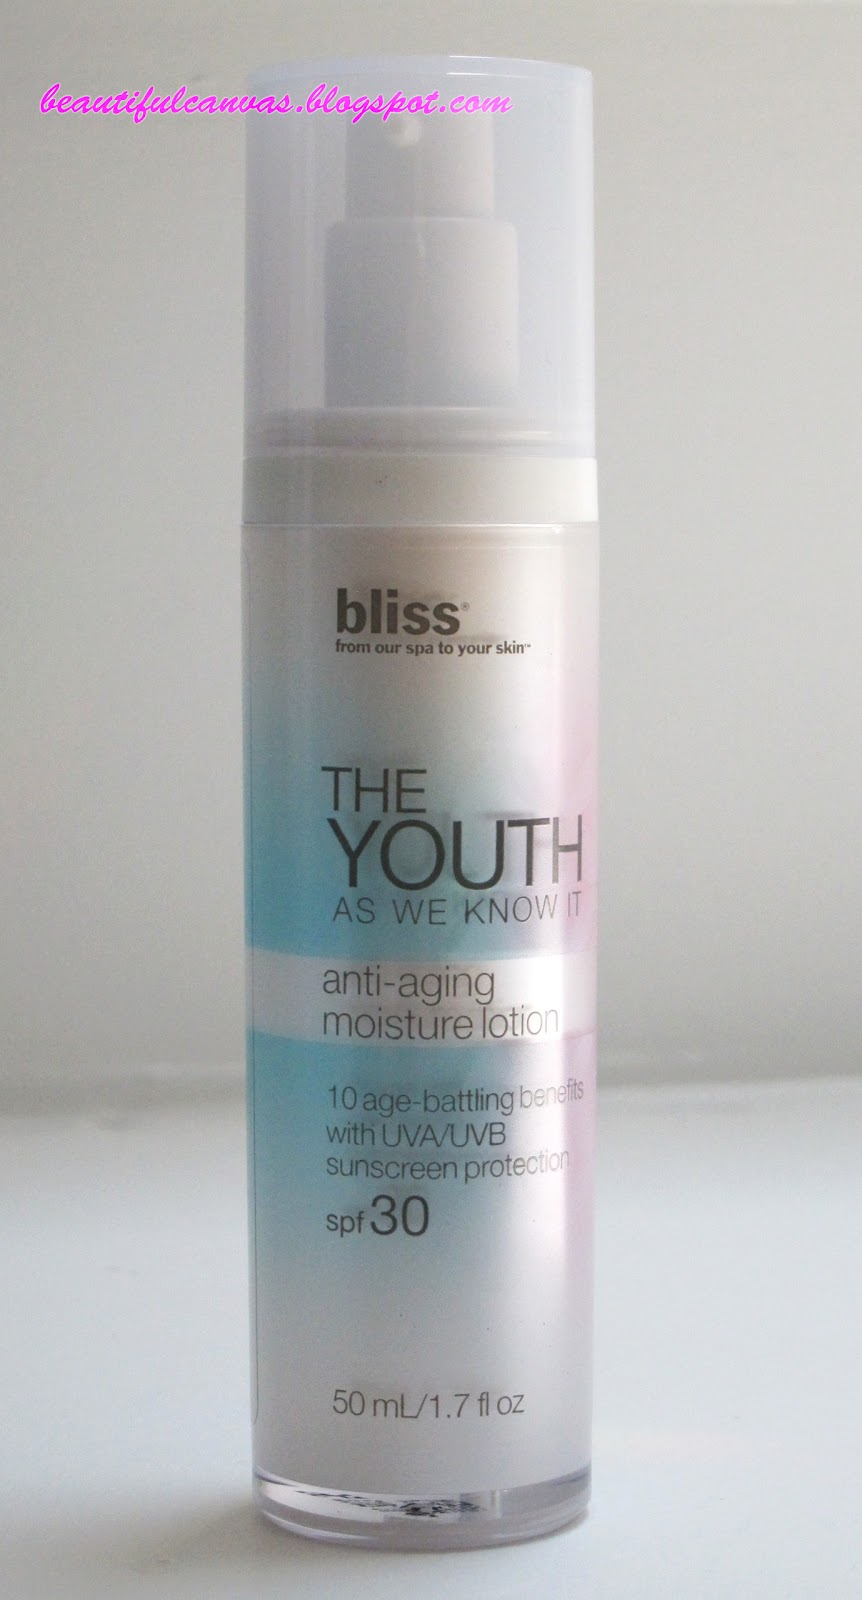 beautifulcanvas.blogspot.com
bliss®
from our spa to your skin™
THE
YOUTH
AS WE KNOW IT
anti-aging
moisture lotion
10 age-battling benefits
with UVA/UVB
sunscreen protection
spf 30
50 mL/1.7 fl oz